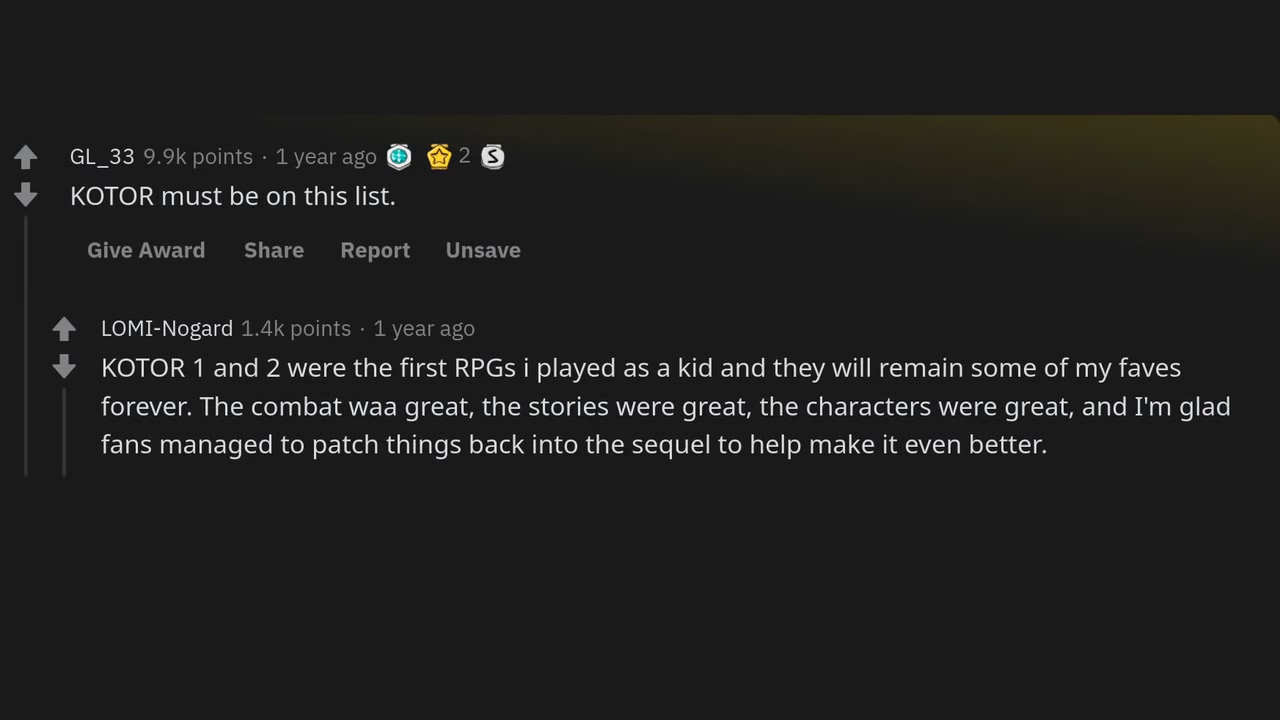 GL_33 9.9k points · 1 year ago 2 S
KOTOR must be on this list.
Give Award Share Report Unsave
LOMI-Nogard 1.4k points · 1 year ago
KOTOR 1 and 2 were the first RPGs i played as a kid and they will remain some of my faves
forever. The combat waa great, the stories were great, the characters were great, and I'm glad
fans managed to patch things back into the sequel to help make it even better.